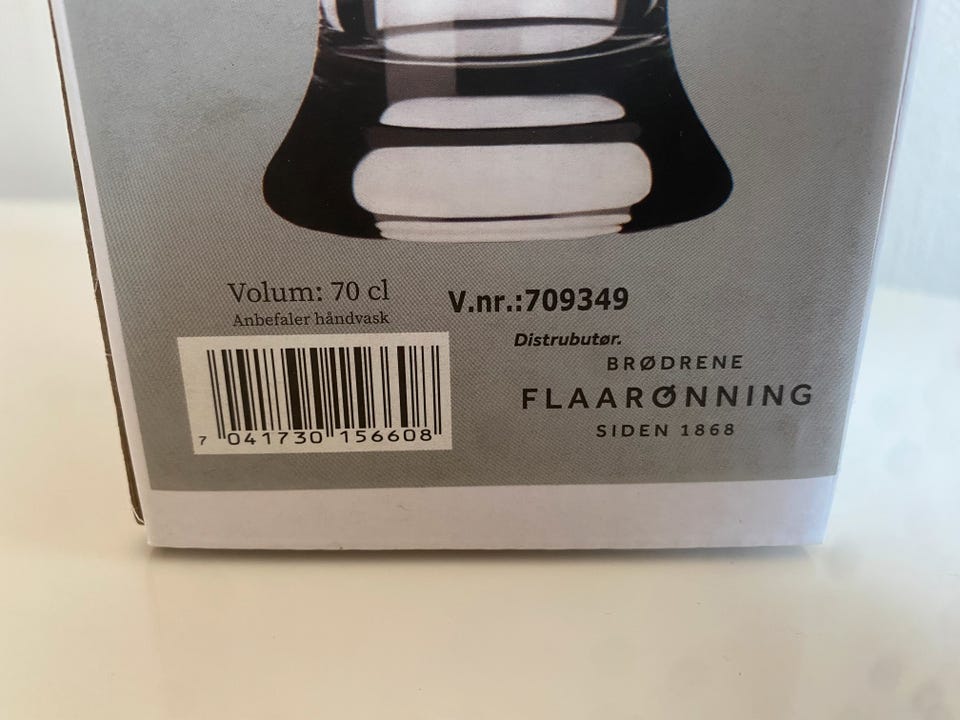 Volum: 70 cl
Anbefaler håndvask
7 041730 156608
V.nr.:709349
Distrubutør.
BRØDRENE
FLAARØNNING
SIDEN 1868